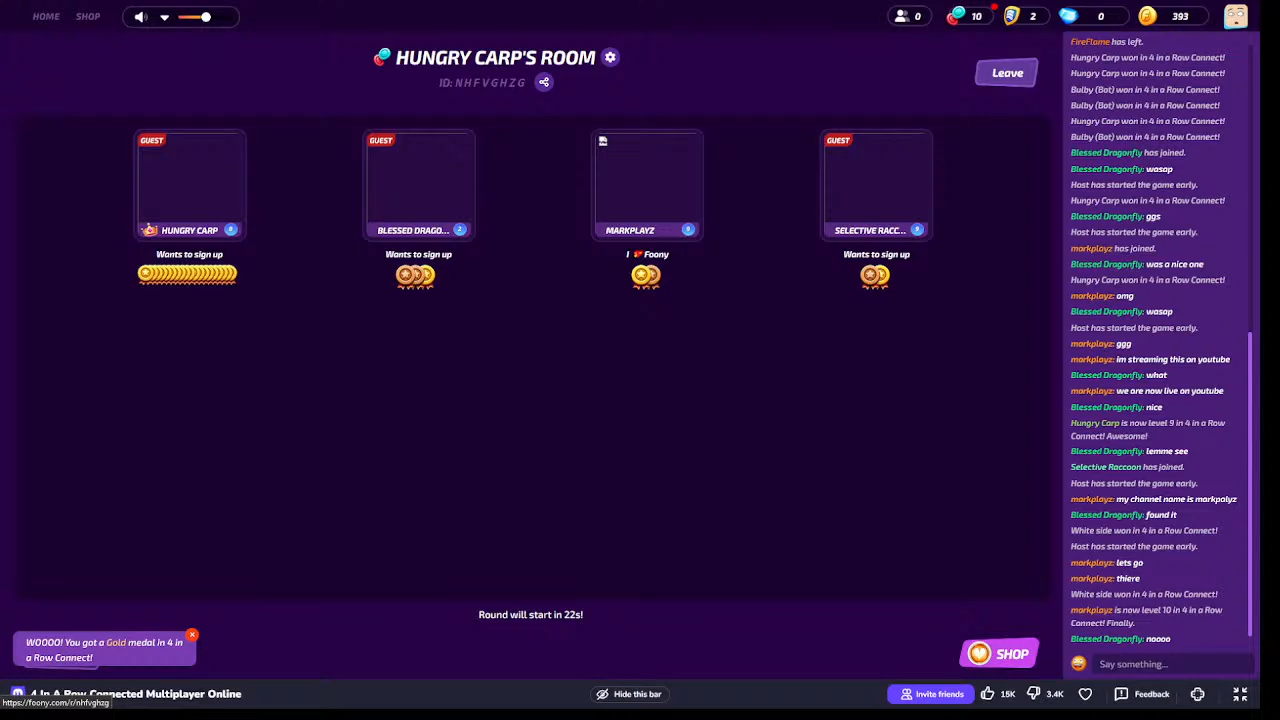 HOME
SHOP
0
10
2
0
393
HUNGRY CARP'S ROOM
ID: NHFVGHZG
Leave
GUEST
HUNGRY CARP
Wants to sign up
GUEST
BLESSED DRAGO...
2
Wants to sign up
MARKPLAYZ
I Foony
GUEST
SELECTIVE RACC...
Wants to sign up
Round will start in 22s!
WOOOO! You got a Gold medal in 4 in
a Row Connect!
SHOP
4 In A Row Connected Multiplayer Online
https://foony.com/r/nhfvghzg
Hide this bar
Invite friends
15K
3.4K
Feedback
FireFlame has left.
Hungry Carp won in 4 in a Row Connect!
Hungry Carp won in 4 in a Row Connect!
Bulby (Bot) won in 4 in a Row Connect!
Bulby (Bot) won in 4 in a Row Connect!
Hungry Carp won in 4 in a Row Connect!
Bulby (Bot) won in 4 in a Row Connect!
Blessed Dragonfly has joined.
Blessed Dragonfly: wasap
Host has started the game early.
Hungry Carp won in 4 in a Row Connect!
Blessed Dragonfly: ggs
Host has started the game early.
markplayz has joined.
Blessed Dragonfly: was a nice one
Hungry Carp won in 4 in a Row Connect!
markplayz: omg
Blessed Dragonfly: wasap
Host has started the game early.
markplayz: ggg
markplayz: im streaming this on youtube
Blessed Dragonfly: what
markplayz: we are now live on youtube
Blessed Dragonfly: nice
Hungry Carp is now level 9 in 4 in a Row
Connect! Awesome!
Blessed Dragonfly: lemme see
Selective Raccoon has joined.
Host has started the game early.
markplayz: my channel name is markpalyz
Blessed Dragonfly: found it
White side won in 4 in a Row Connect!
Host has started the game early.
markplayz: lets go
markplayz: thiere
White side won in 4 in a Row Connect!
markplayz is now level 10 in 4 in a Row
Connect! Finally.
Blessed Dragonfly: noooo
Say something...